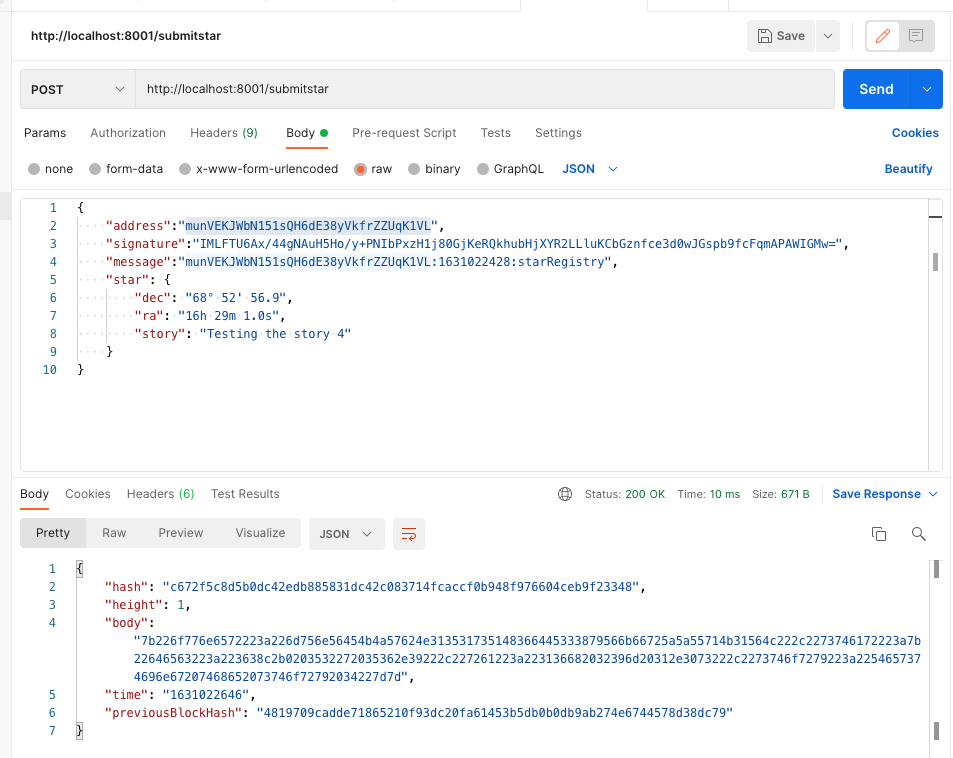 http://localhost:8001/submitstar
Save
POST
http://localhost:8001/submitstar
Send
Params Authorization Headers (9) Body Pre-request Script Tests Settings Cookies
none form-data x-www-form-urlencoded raw binary GraphQL JSON Beautify
1 {
2 "address":"munVEKJWbN151sQH6dE38yVkfrZZUqK1VL",
3 "signature":"IMLFTU6Ax/44gNAuH5Ho/y+PNIbPxzH1j80GjKeRQkhubHjXYR2LLluKCbGznfce3d0wJGspb9fcFqmAPAWIGMw=",
4 "message":"munVEKJWbN151sQH6dE38yVkfrZZUqK1VL:1631022428:starRegistry",
5 "star": {
6 "dec": "68° 52' 56.9",
7 "ra": "16h 29m 1.0s",
8 "story": "Testing the story 4"
9 }
10 }
Body Cookies Headers (6) Test Results Status: 200 OK Time: 10 ms Size: 671 B Save Response
Pretty Raw Preview Visualize JSON
1 {
2 "hash": "c672f5c8d5b0dc42edb885831dc42c083714fcaccf0b948f976604ceb9f23348",
3 "height": 1,
4 "body":
"7b226f776e6572223a226d756e56454b4a57624e3135317351483664453338795​66b66725a5a55714b31564c222c2273746172223a7b
22646563223a223638c2b0203532272035362e39222c227261223a223136682032396d20312e3073222c2273746f7279223a225465737
4696e67207468652073746f72792034227d7d",
5 "time": "1631022646",
6 "previousBlockHash": "4819709cadde71865210f93dc20fa61453b5db0b0db9ab274e6744578d38dc79"
7 }